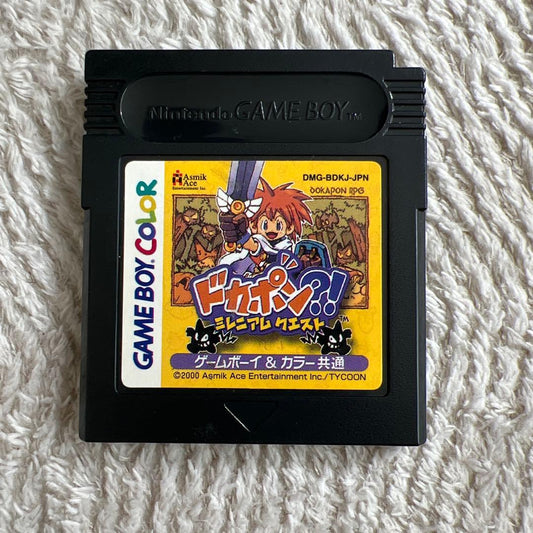 Nintendo GAME BOY TM
GAME BOY COLOR
Asmik
Ace
Entertainment Inc.
DMG-BDKJ-JPN
DOKAPON RPG
ドカポン?!
ミレニアム クエスト TM
ゲームボーイ & カラー共通
©2000 Asmik Ace Entertainment Inc./TYCOON